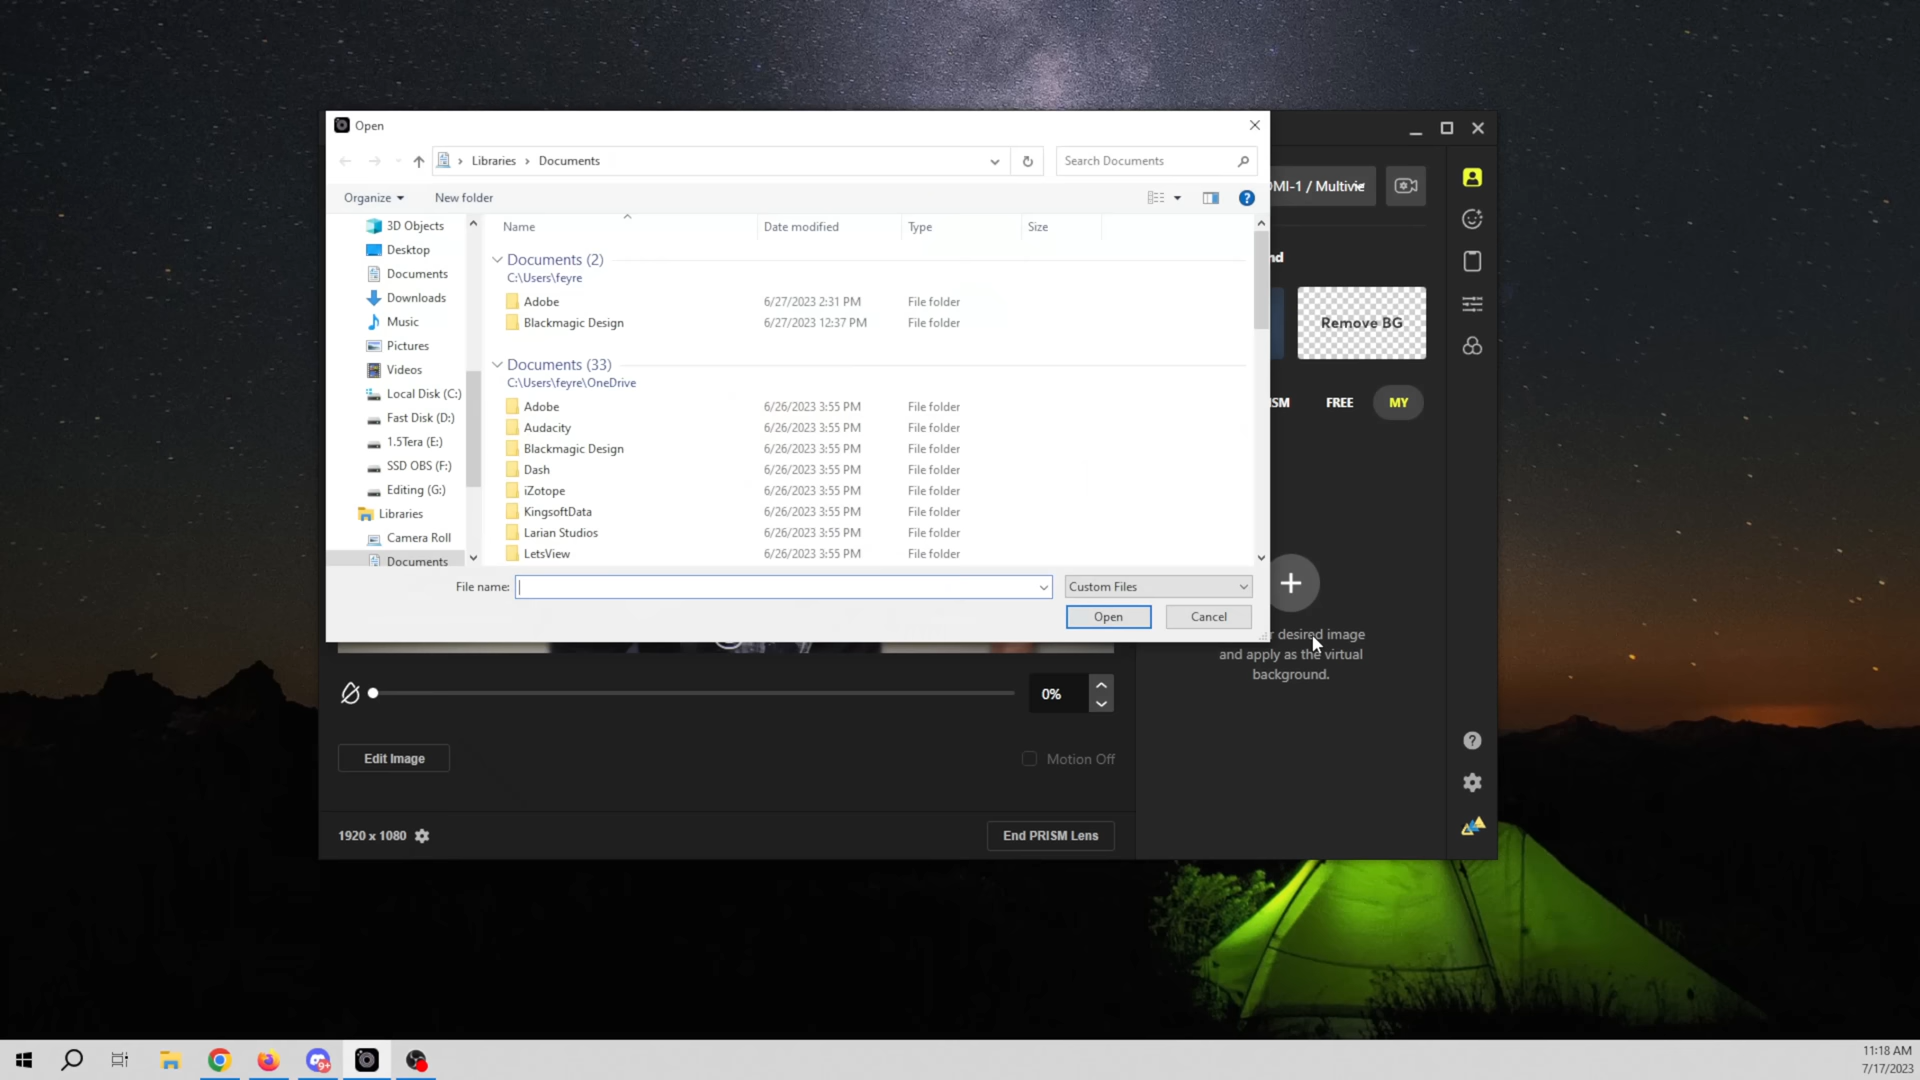 Open
Libraries > Documents
Search Documents
Organize
New folder
Name
Date modified
Type
Size
3D Objects
Desktop
Documents
Downloads
Music
Pictures
Videos
Local Disk (C:)
Fast Disk (D:)
1.5Tera (E:)
SSD OBS (F:)
Editing (G:)
Libraries
Camera Roll
Documents
Documents (2)
C:\Users\feyre
Adobe 6/27/2023 2:31 PM File folder
Blackmagic Design 6/27/2023 12:37 PM File folder
Documents (33)
C:\Users\feyre\OneDrive
Adobe 6/26/2023 3:55 PM File folder
Audacity 6/26/2023 3:55 PM File folder
Blackmagic Design 6/26/2023 3:55 PM File folder
Dash 6/26/2023 3:55 PM File folder
iZotope 6/26/2023 3:55 PM File folder
KingsoftData 6/26/2023 3:55 PM File folder
Larian Studios 6/26/2023 3:55 PM File folder
LetsView 6/26/2023 3:55 PM File folder
File name:
Custom Files
Open
Cancel
MI-1 / Multivie
nd
Remove BG
ISM
FREE
MY
r desired image
and apply as the virtual
background.
0%
Edit Image
Motion Off
1920 x 1080
End PRISM Lens
9+
11:18 AM
7/17/2023